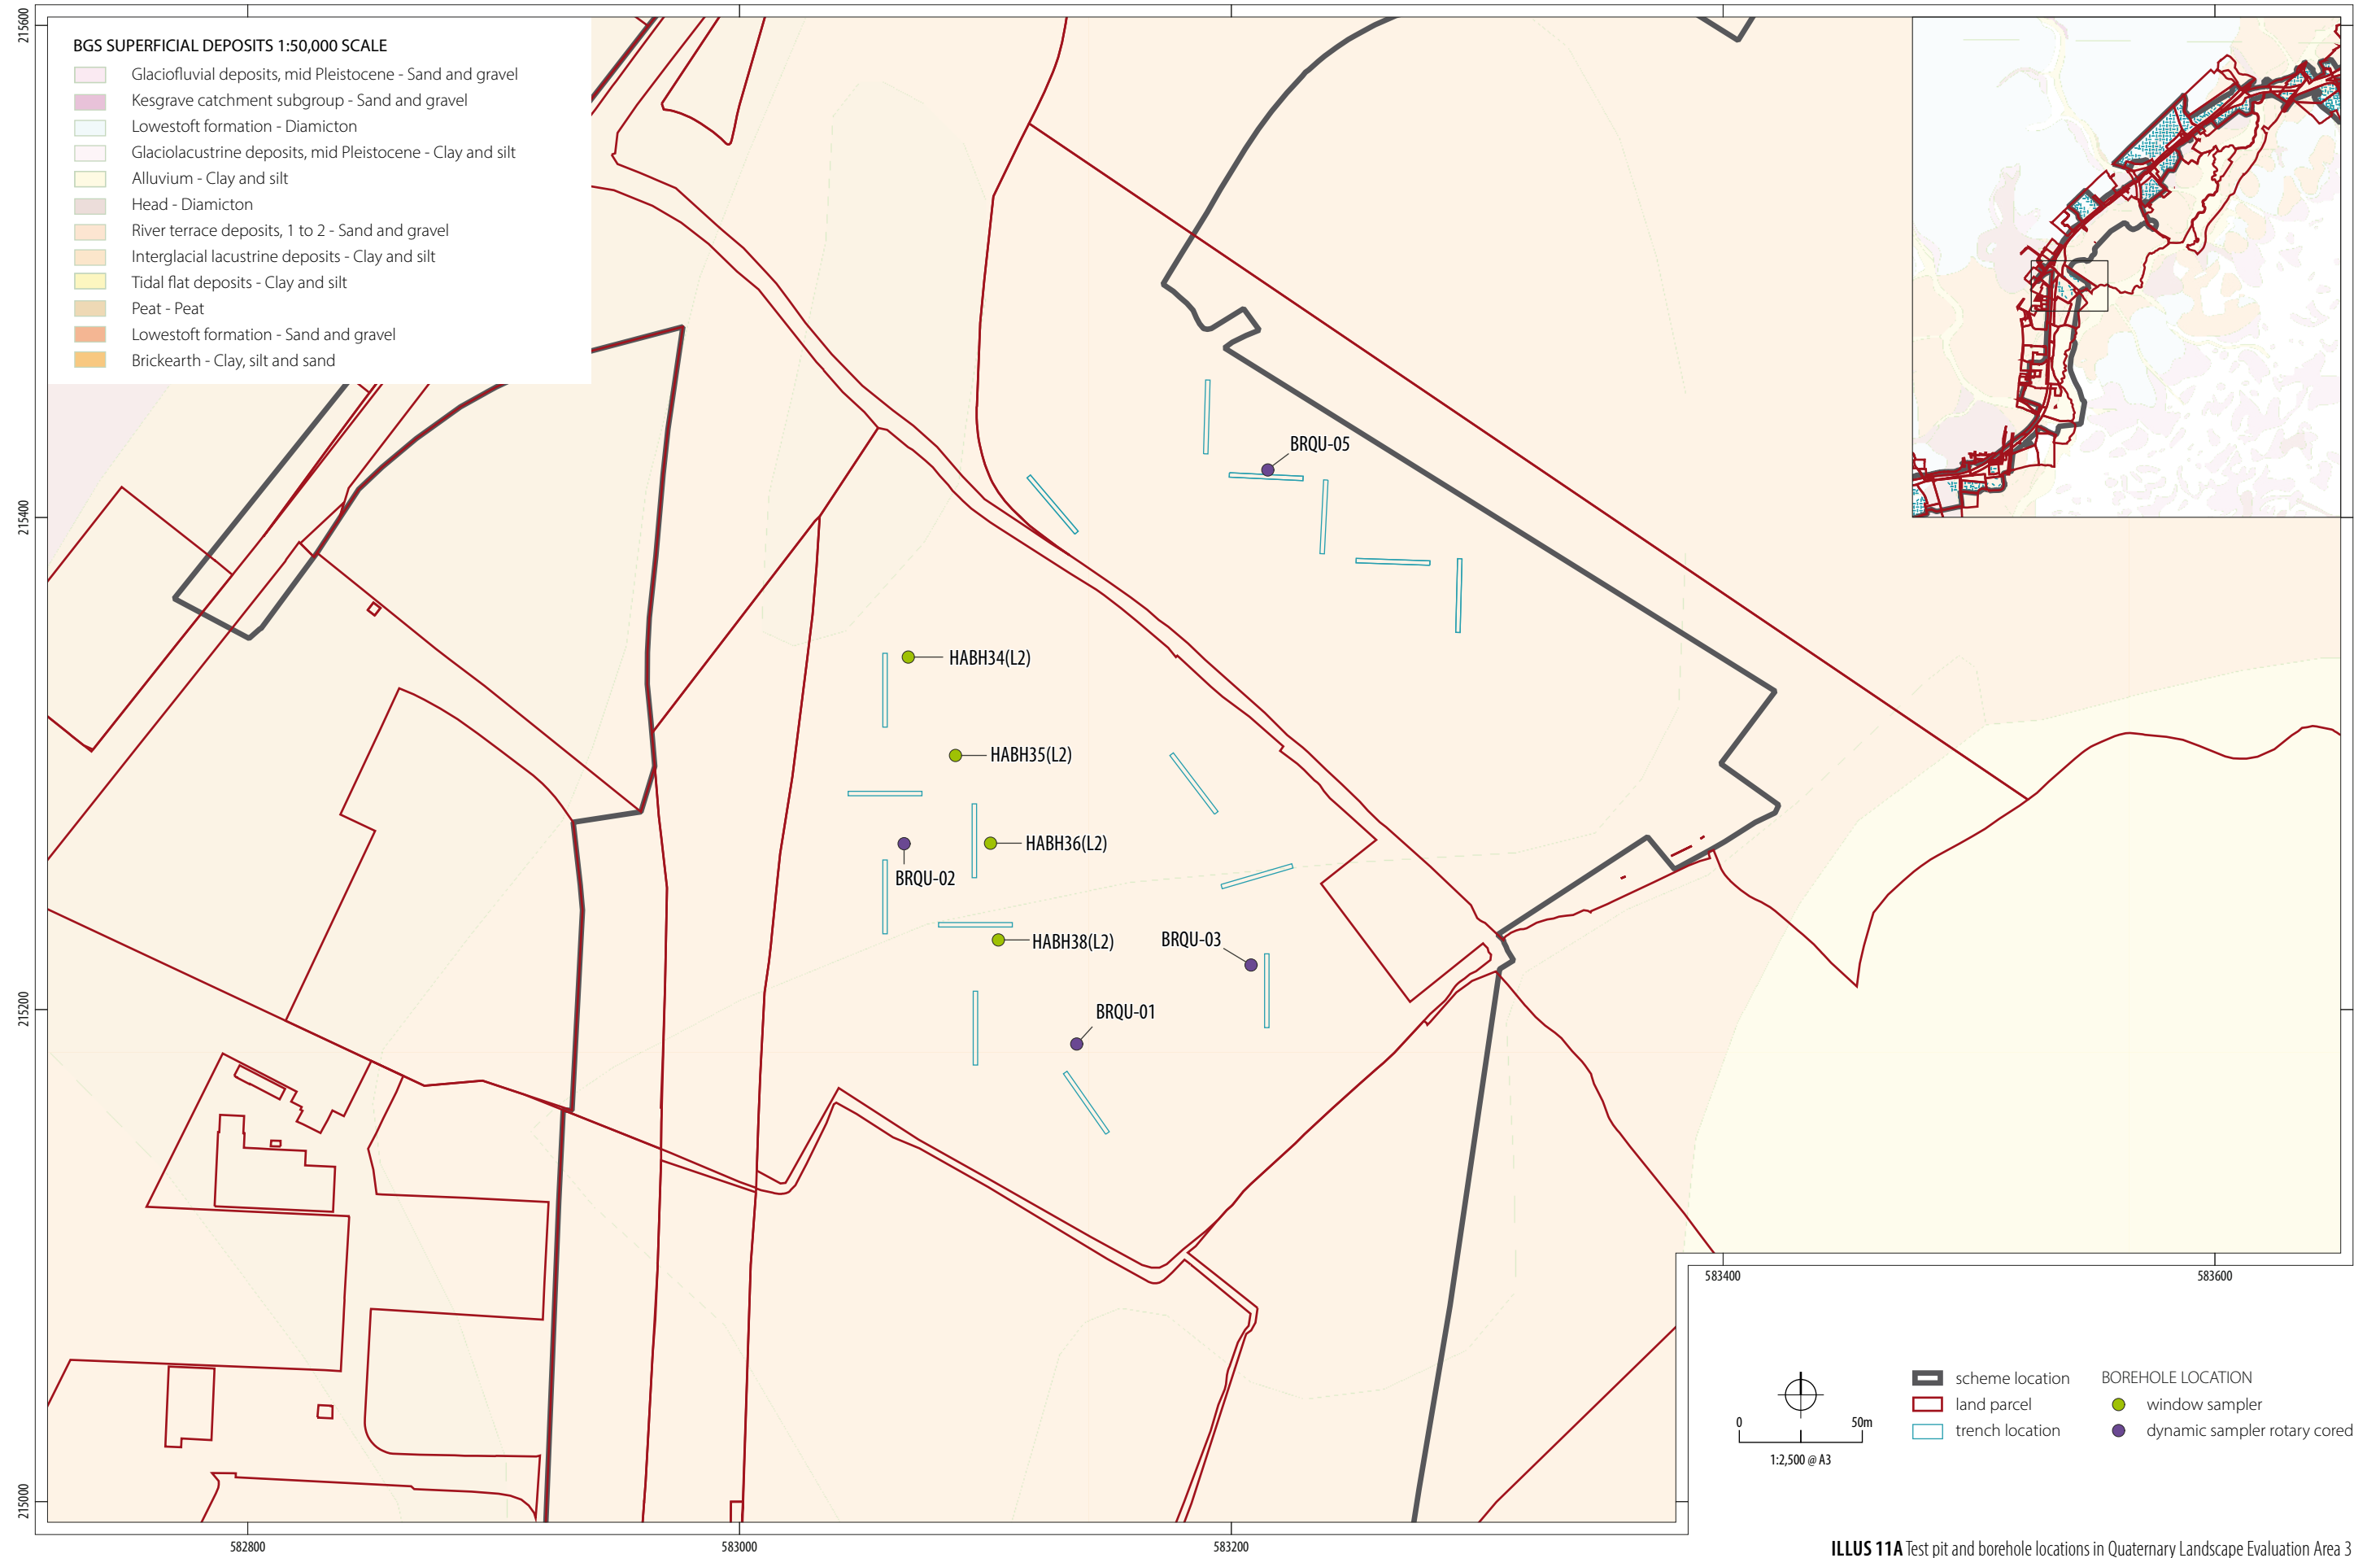 BGS SUPERFICIAL DEPOSITS 1:50,000 SCALE
Glaciofluvial deposits, mid Pleistocene - Sand and gravel
Kesgrave catchment subgroup - Sand and gravel
Lowestoft formation - Diamicton
Glaciolacustrine deposits, mid Pleistocene - Clay and silt
Alluvium - Clay and silt
Head - Diamicton
River terrace deposits, 1 to 2 - Sand and gravel
Interglacial lacustrine deposits - Clay and silt
Tidal flat deposits - Clay and silt
Peat - Peat
Lowestoft formation - Sand and gravel
Brickearth - Clay, silt and sand
215600
215400
215200
215000
BRQU-05
HABH34(L2)
HABH35(L2)
HABH36(L2)
BRQU-02
HABH38(L2)
BRQU-03
BRQU-01
582800
583000
583200
583400
583600
0
50m
1:2,500 @ A3
scheme location
land parcel
trench location
BOREHOLE LOCATION
window sampler
dynamic sampler rotary cored
ILLUS 11A Test pit and borehole locations in Quaternary Landscape Evaluation Area 3